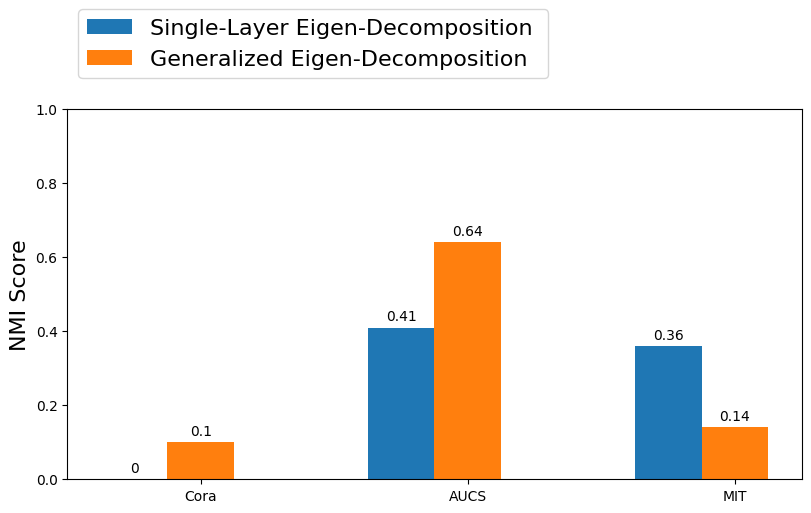 Single-Layer Eigen-Decomposition
Generalized Eigen-Decomposition
NMI Score
1.0
0.8
0.6
0.4
0.2
0.0
0
0.1
0.41
0.64
0.36
0.14
Cora
AUCS
MIT